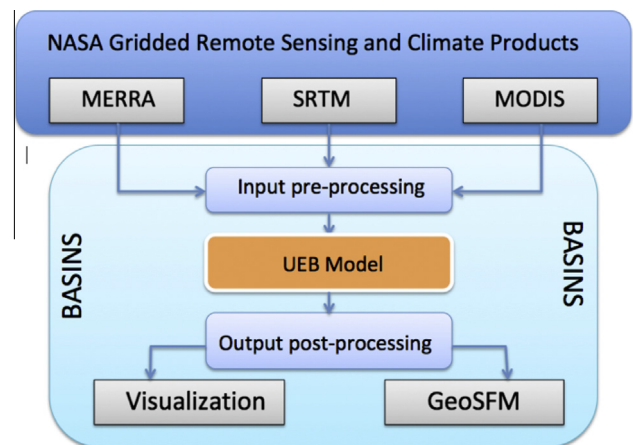 NASA Gridded Remote Sensing and Climate Products
MERRA
SRTM
MODIS
Input pre-processing
UEB Model
Output post-processing
Visualization
GeoSFM
BASINS
BASINS